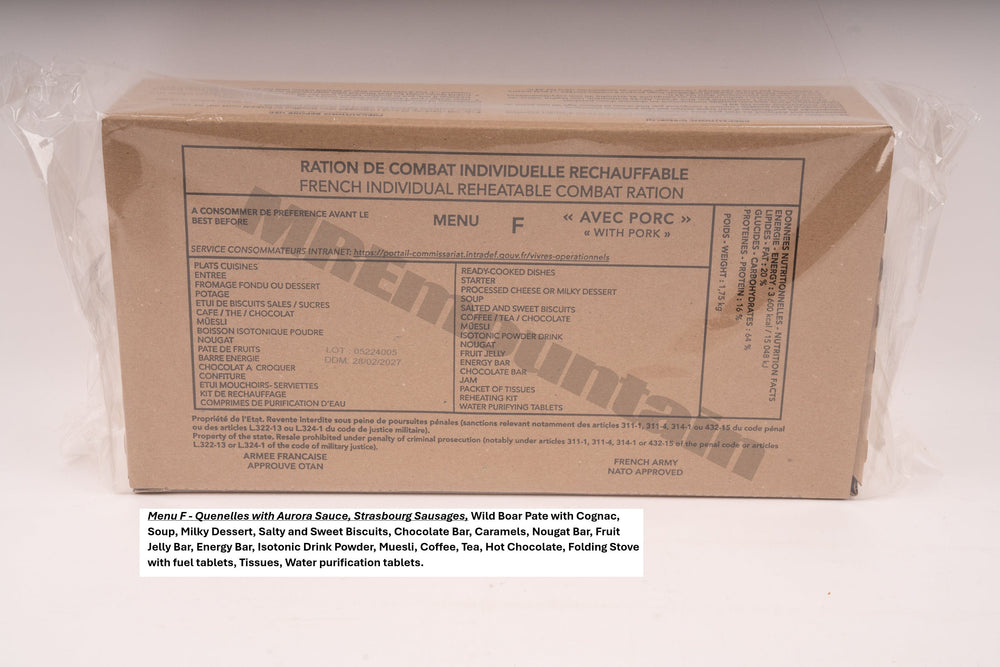 RATION DE COMBAT INDIVIDUELLE RECHAUFFABLE
FRENCH INDIVIDUAL REHEATABLE COMBAT RATION
A CONSOMMER DE PREFERENCE AVANT LE
BEST BEFORE
MENU F
« AVEC PORC »
« WITH PORK »
SERVICE CONSOMMATEURS INTRANET: https://portail-commissariat.intradef.gouv.fr/vivres-operationnels
PLATS CUISINES
ENTREE
FROMAGE FONDU OU DESSERT
POTAGE
ETUI DE BISCUITS SALES / SUCRES
CAFE / THE / CHOCOLAT
MÜESLI
BOISSON ISOTONIQUE POUDRE
NOUGAT
PATE DE FRUITS
BARRE ENERGIE
CHOCOLAT A CROQUER
CONFITURE
ETUI MOUCHOIRS- SERVIETTES
KIT DE RECHAUFFAGE
COMPRIMES DE PURIFICATION D'EAU
LOT : 05224005
DDM: 28/02/2027
READY-COOKED DISHES
STARTER
PROCESSED CHEESE OR MILKY DESSERT
SOUP
SALTED AND SWEET BISCUITS
COFFEE / TEA / CHOCOLATE
MÜESLI
ISOTONIC POWDER DRINK
NOUGAT
FRUIT JELLY
ENERGY BAR
CHOCOLATE BAR
JAM
PACKET OF TISSUES
REHEATING KIT
WATER PURIFYING TABLETS
DONNEES NUTRITIONNELLES - NUTRITION FACTS
ENERGIE - ENERGY : 3 600 kcal / 15 048 kJ
LIPIDES - FAT : 20 %
GLUCIDES - CARBOHYDRATES : 64 %
PROTEINES - PROTEIN : 16 %
POIDS - WEIGHT : 1,75 kg
Propriété de l'Etat. Revente interdite sous peine de poursuites pénales (sanctions relevant notamment des articles 311-1, 311-4, 314-1 ou 432-15 du code pénal
ou des articles L.322-13 ou L.324-1 du code de justice militaire).
Property of the state. Resale prohibited under penalty of criminal prosecution (notably under articles 311-1, 311-4, 314-1 or 432-15 of the penal code or articles
L.322-13 or L.324-1 of the code of military justice).
ARMEE FRANCAISE
APPROUVE OTAN
FRENCH ARMY
NATO APPROVED
MREmountain
Menu F - Quenelles with Aurora Sauce, Strasbourg Sausages, Wild Boar Pate with Cognac,
Soup, Milky Dessert, Salty and Sweet Biscuits, Chocolate Bar, Caramels, Nougat Bar, Fruit
Jelly Bar, Energy Bar, Isotonic Drink Powder, Muesli, Coffee, Tea, Hot Chocolate, Folding Stove
with fuel tablets, Tissues, Water purification tablets.